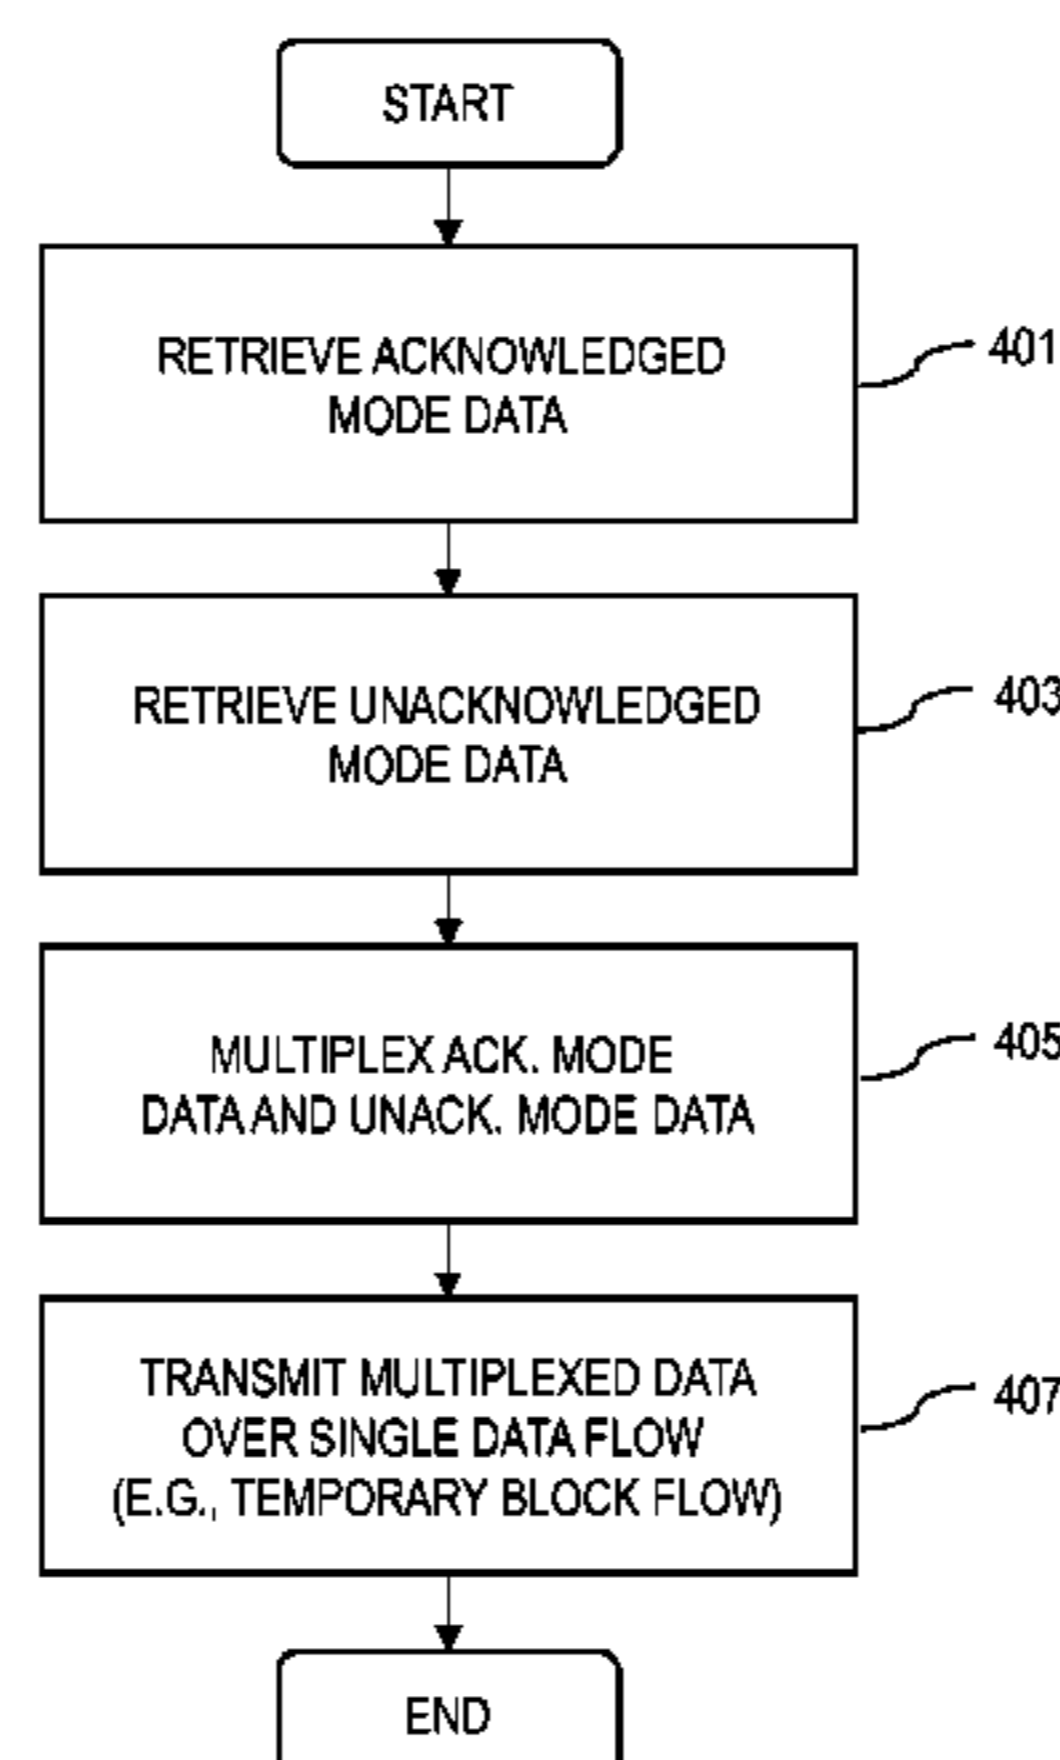 START
RETRIEVE ACKNOWLEDGED
MODE DATA
401
RETRIEVE UNACKNOWLEDGED
MODE DATA
403
MULTIPLEX ACK. MODE
DATA AND UNACK. MODE DATA
405
TRANSMIT MULTIPLEXED DATA
OVER SINGLE DATA FLOW
(E.G., TEMPORARY BLOCK FLOW)
407
END